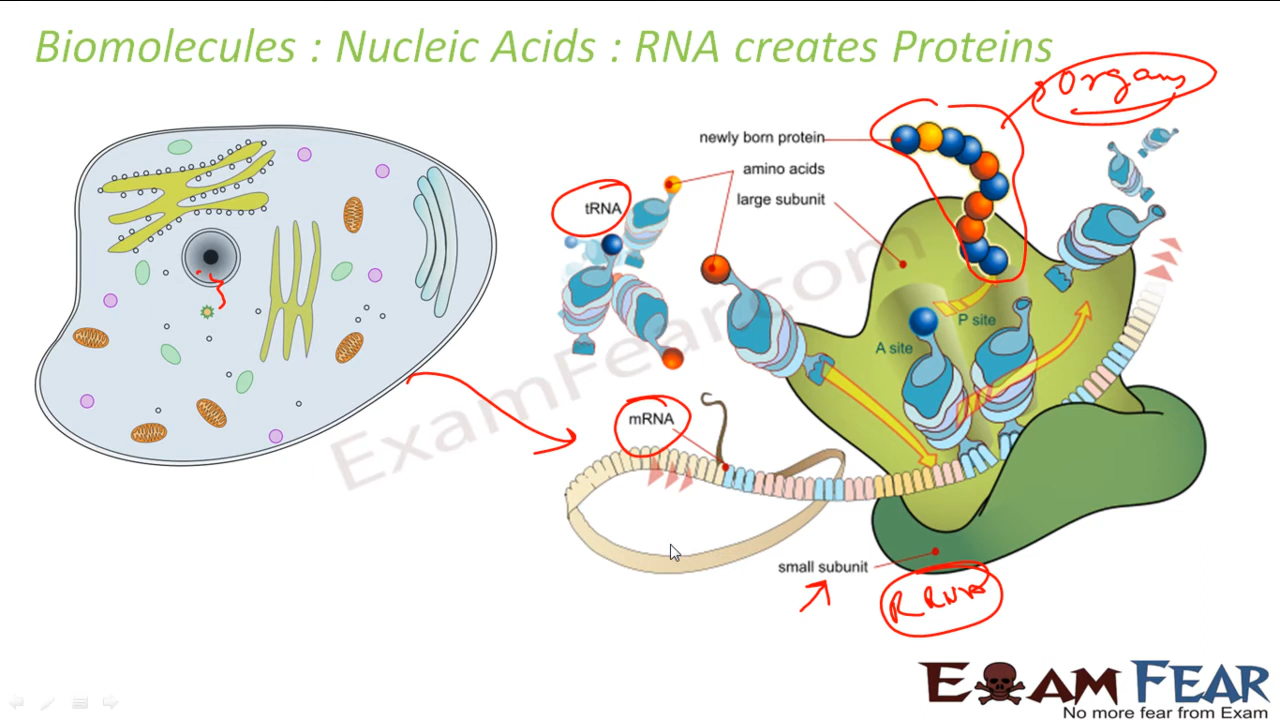 Biomolecules : Nucleic Acids : RNA creates Proteins
Organs
newly born protein
amino acids
large subunit
tRNA
P site
A site
mRNA
ExamFear.com
small subunit
RRNA
EXAM FEAR
No more fear from Exam